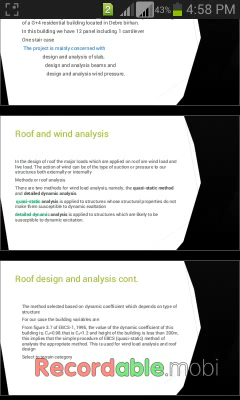 2 43% 4:58 PM
of a G+4 residential building located in Debre birhan.
In this building we have 12 panel including 1 cantilever
One stair case
The project is mainly concerned with
design and analysis of slab.
design and analysis beams and
design and analysis wind pressure.
Roof and wind analysis
In the design of roof the major loads which are applied on roof are wind load and
live load. The action of wind can be of the type of suction or pressure to our
structures both externally or internally
Methods or roof analysis
There are two methods for wind load analysis namely, the quasi-static method
and detailed dynamic analysis.
quasi-static analysis is applied to structures whose structural properties do not
make them susceptible to dynamic excitation
detailed dynamic analysis is applied to structures which are likely to be
susceptible to dynamic excitation
Roof design and analysis cont.
The method selected based on dynamic coefficient which depends on type of
structure
For our case the building variables are
From figure 3.7 of EBCS-1, 1995, the value of the dynamic coefficient of this
building is; Cd=0.98 that is Cd<1.2 and height of the building is less than 200m,
this implies that the simple procedure of EBCS (quasi-static) method of
analysis the appropriate method. This is used for wind load analysis and roof
design
Select terrain category
Recordable.mobi